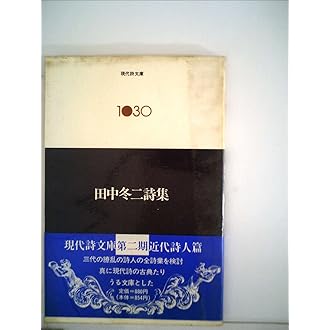 現代詩文庫
1030
田中冬二詩集
現代詩文庫第二期近代詩人篇
三代の擾乱の詩人の全詩業を検討
真に現代詩の古典たり
うる文庫とした
定価=880円
(本体=854円)